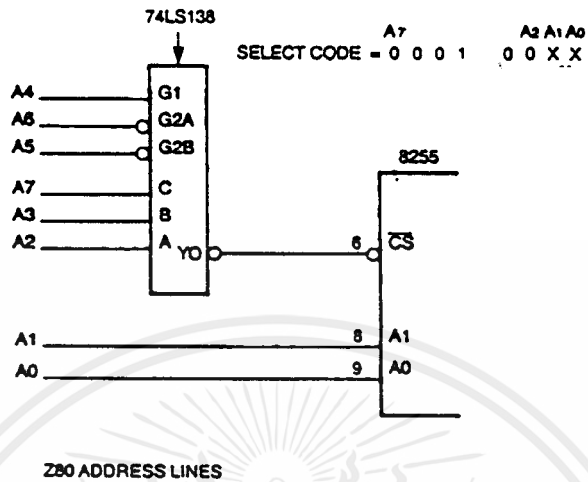 74LS138
A7 A2 A1 A0
SELECT CODE = 0 0 0 1 0 0 X X
A4 G1
A6 G2A
A5 G2B
8255
A7 C
A3 B
A2 A Y0 6 CS
A1 8 A1
A0 9 A0
Z80 ADDRESS LINES